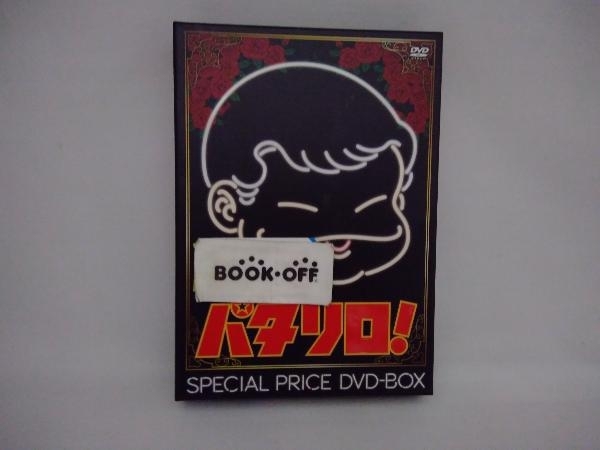 DVD
BOOK・OFF
パタリロ!
SPECIAL PRICE DVD-BOX